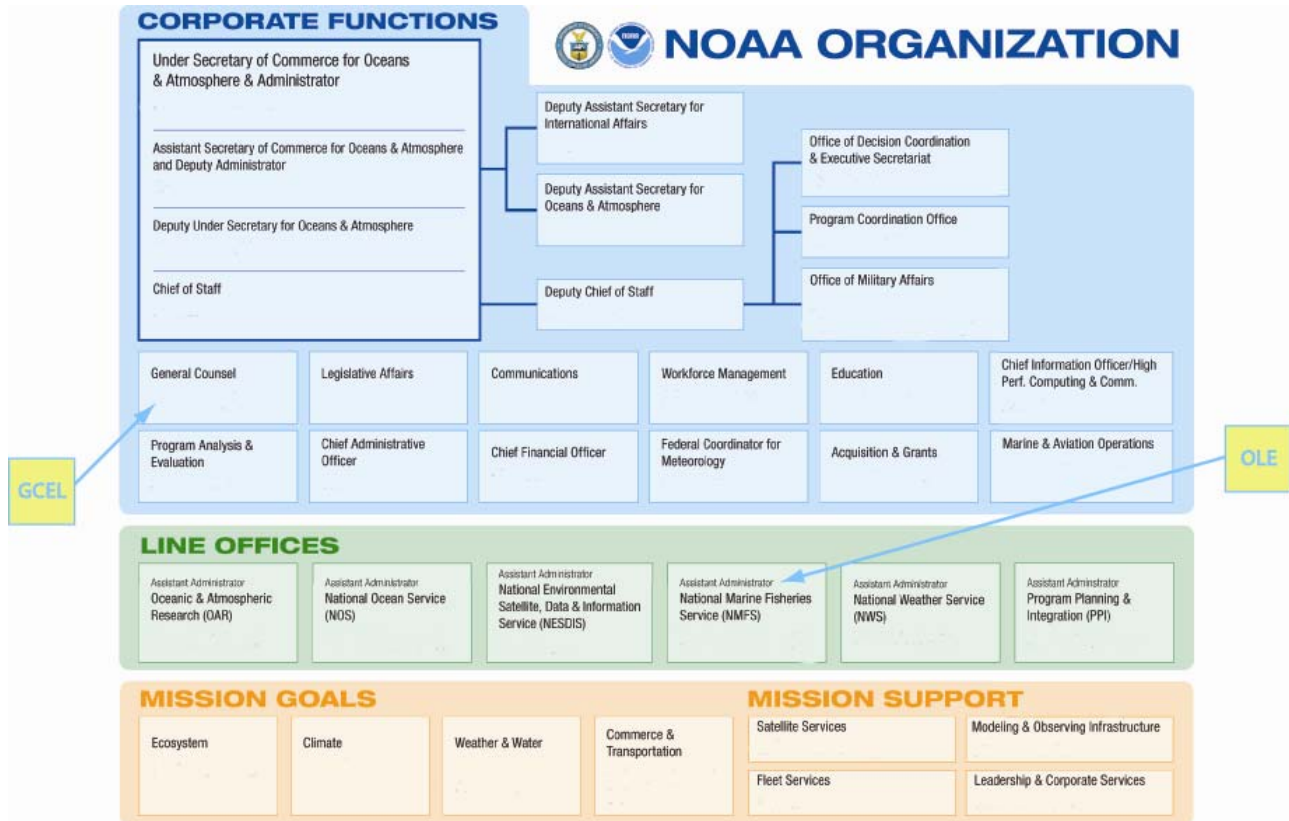 CORPORATE FUNCTIONS
NOAA ORGANIZATION
Under Secretary of Commerce for Oceans
& Atmosphere & Administrator
Assistant Secretary of Commerce for Oceans & Atmosphere
and Deputy Administrator
Deputy Under Secretary for Oceans & Atmosphere
Chief of Staff
Deputy Assistant Secretary for
International Affairs
Deputy Assistant Secretary for
Oceans & Atmosphere
Deputy Chief of Staff
Office of Decision Coordination
& Executive Secretariat
Program Coordination Office
Office of Military Affairs
General Counsel
Legislative Affairs
Communications
Workforce Management
Education
Chief Information Officer/High
Perf. Computing & Comm.
Program Analysis &
Evaluation
Chief Administrative
Officer
Chief Financial Officer
Federal Coordinator for
Meteorology
Acquisition & Grants
Marine & Aviation Operations
GCEL
OLE
LINE OFFICES
Assistant Administrator
Oceanic & Atmospheric
Research (OAR)
Assistant Administrator
National Ocean Service
(NOS)
Assistant Administrator
National Environmental
Satellite, Data & Information
Service (NESDIS)
Assistant Administrator
National Marine Fisheries
Service (NMFS)
Assistant Administrator
National Weather Service
(NWS)
Assistant Adminstrator
Program Planning &
Integration (PPI)
MISSION GOALS
Ecosystem
Climate
Weather & Water
Commerce &
Transportation
MISSION SUPPORT
Satellite Services
Modeling & Observing Infrastructure
Fleet Services
Leadership & Corporate Services